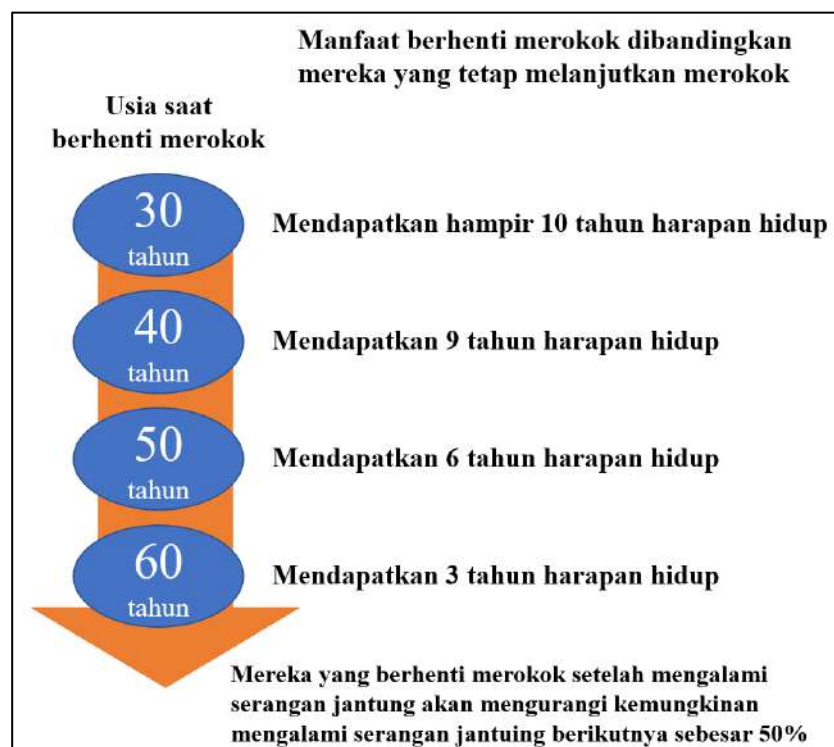 Manfaat berhenti merokok dibandingkan
mereka yang tetap melanjutkan merokok
Usia saat
berhenti merokok
30
tahun
Mendapatkan hampir 10 tahun harapan hidup
40
tahun
Mendapatkan 9 tahun harapan hidup
50
tahun
Mendapatkan 6 tahun harapan hidup
60
tahun
Mendapatkan 3 tahun harapan hidup
Mereka yang berhenti merokok setelah mengalami
serangan jantung akan mengurangi kemungkinan
mengalami serangan jantuing berikutnya sebesar 50%